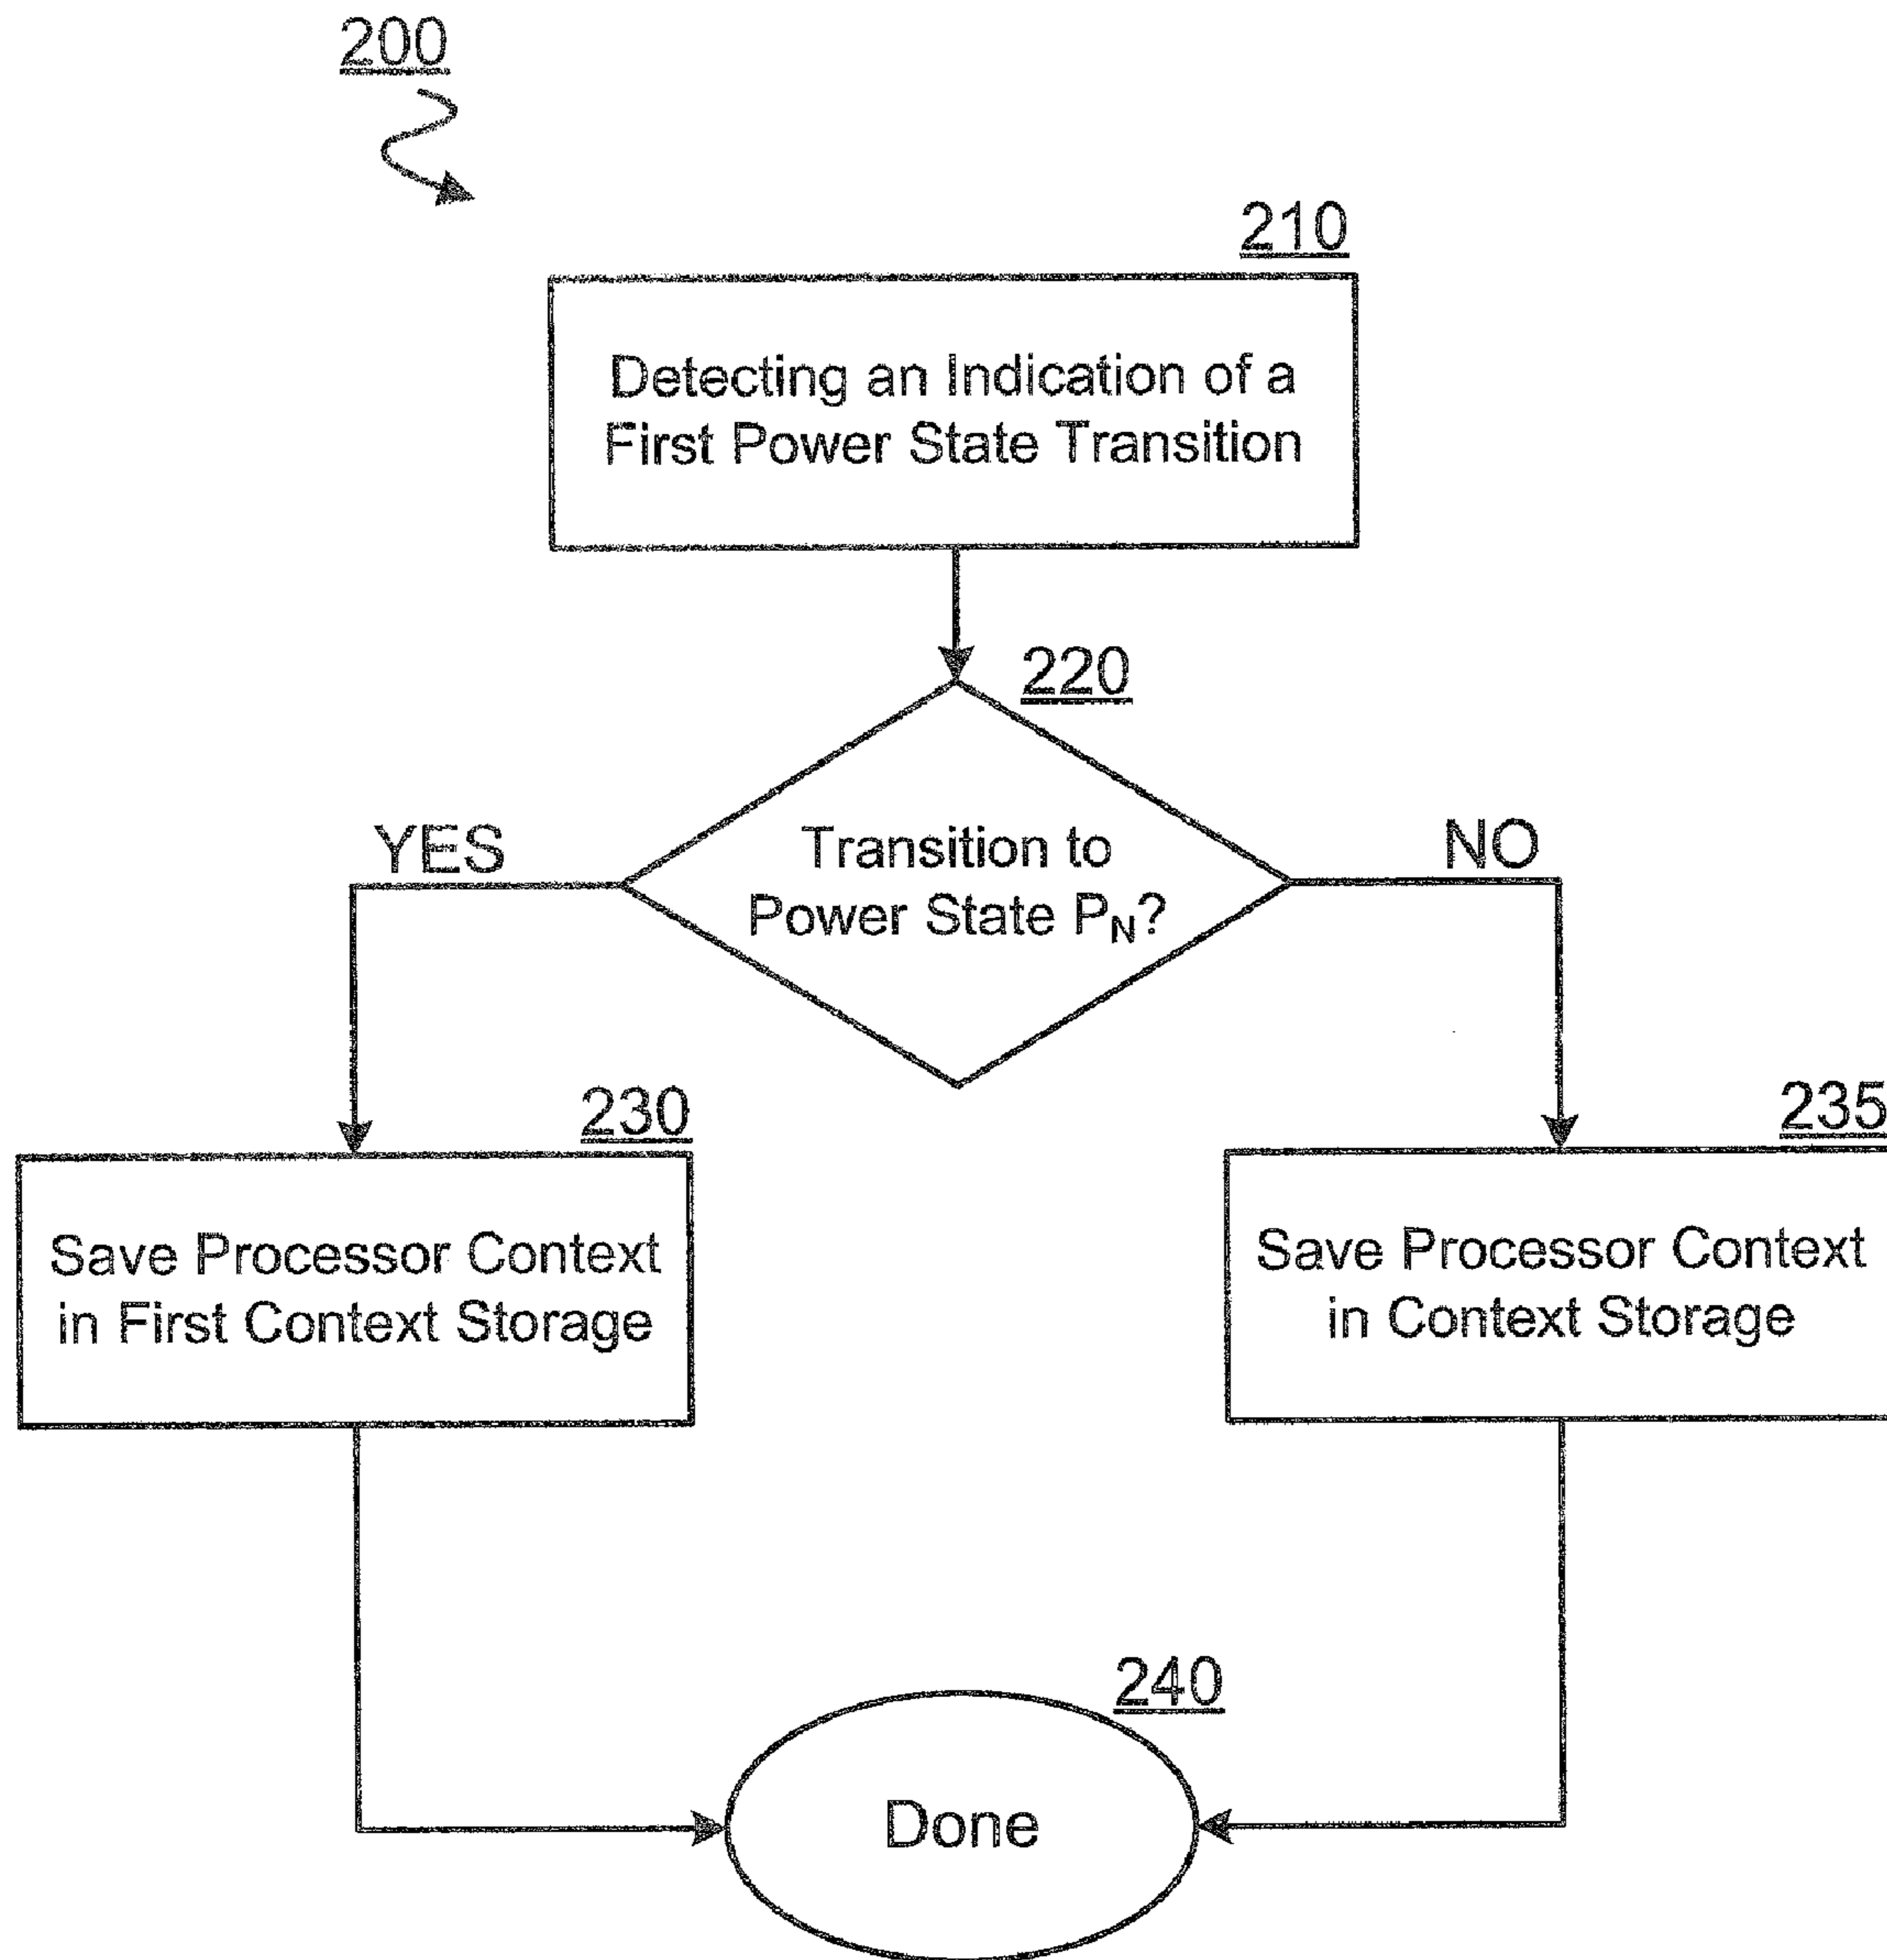 200
210
Detecting an Indication of a
First Power State Transition
220
Transition to
Power State P_N?
YES
NO
230
Save Processor Context
in First Context Storage
235
Save Processor Context
in Context Storage
240
Done